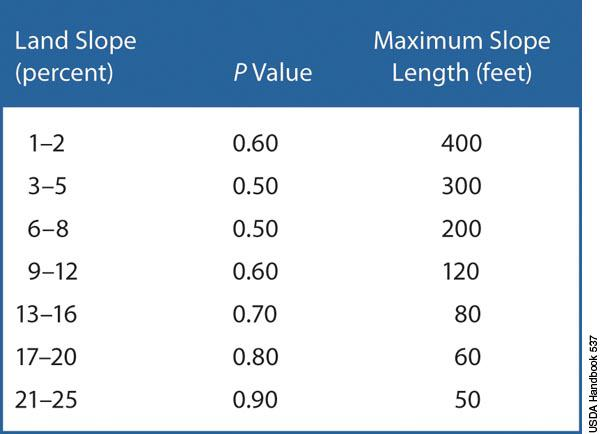 Land Slope (percent) P Value Maximum Slope Length (feet)
1–2 0.60 400
3–5 0.50 300
6–8 0.50 200
9–12 0.60 120
13–16 0.70 80
17–20 0.80 60
21–25 0.90 50
USDA Handbook 537